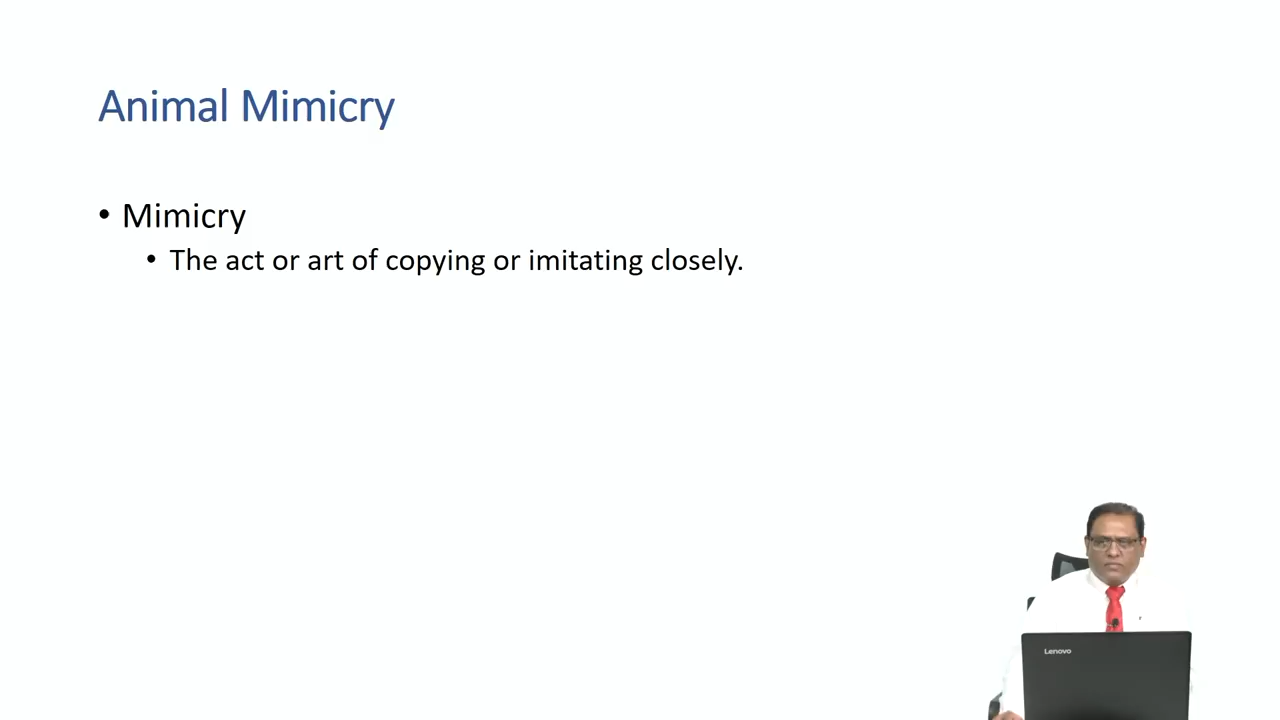 Animal Mimicry
• Mimicry
• The act or art of copying or imitating closely.
Lenovo